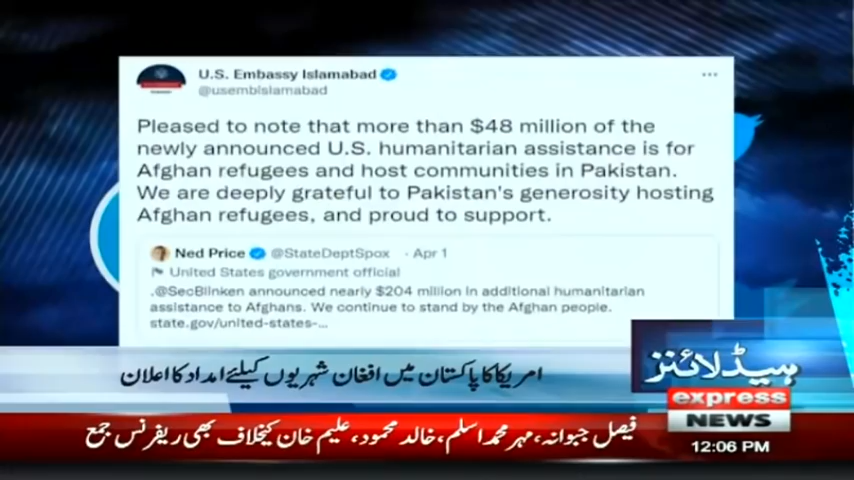 U.S. Embassy Islamabad
@usembislamabad
Pleased to note that more than $48 million of the
newly announced U.S. humanitarian assistance is for
Afghan refugees and host communities in Pakistan.
We are deeply grateful to Pakistan's generosity hosting
Afghan refugees, and proud to support.
Ned Price @StateDeptSpox · Apr 1
United States government official
.@SecBlinken announced nearly $204 million in additional humanitarian
assistance to Afghans. We continue to stand by the Afghan people.
state.gov/united-states-...
امریکا کا پاکستان میں افغان شہریوں کیلئے امداد کا اعلان
ہیڈلائنز
express
NEWS
12:06 PM
فیصل جبوانہ، مہر محمد اسلم، خالد محمود، علیم خان کیخلاف بھی ریفرنس جمع